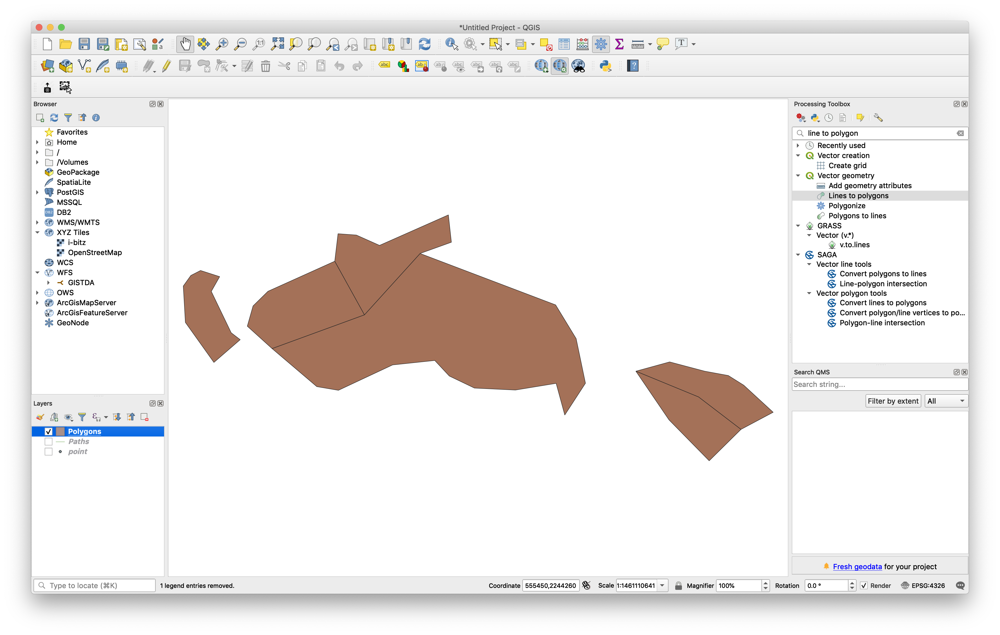 *Untitled Project - QGIS
Browser
Favorites
Home
/
/Volumes
GeoPackage
SpatiaLite
PostGIS
MSSQL
DB2
DB2
WMS/WMTS
XYZ Tiles
i-bitz
OpenStreetMap
WCS
WFS
GISTDA
OWS
ArcGisMapServer
ArcGisFeatureServer
GeoNode
Layers
Polygons
Paths
point
Processing Toolbox
line to polygon
Recently used
Vector creation
Create grid
Vector geometry
Add geometry attributes
Lines to polygons
Polygonize
Polygons to lines
GRASS
Vector (v.*)
v.to.lines
SAGA
Vector line tools
Convert polygons to lines
Line-polygon intersection
Vector polygon tools
Convert lines to polygons
Convert polygon/line vertices to po...
Polygon-line intersection
Search QMS
Search string...
Filter by extent All
Fresh geodata for your project
Type to locate (⌘K) 1 legend entries removed. Coordinate 555450,2244260 Scale 1:1461110641 Magnifier 100% Rotation 0.0 ° Render EPSG:4326